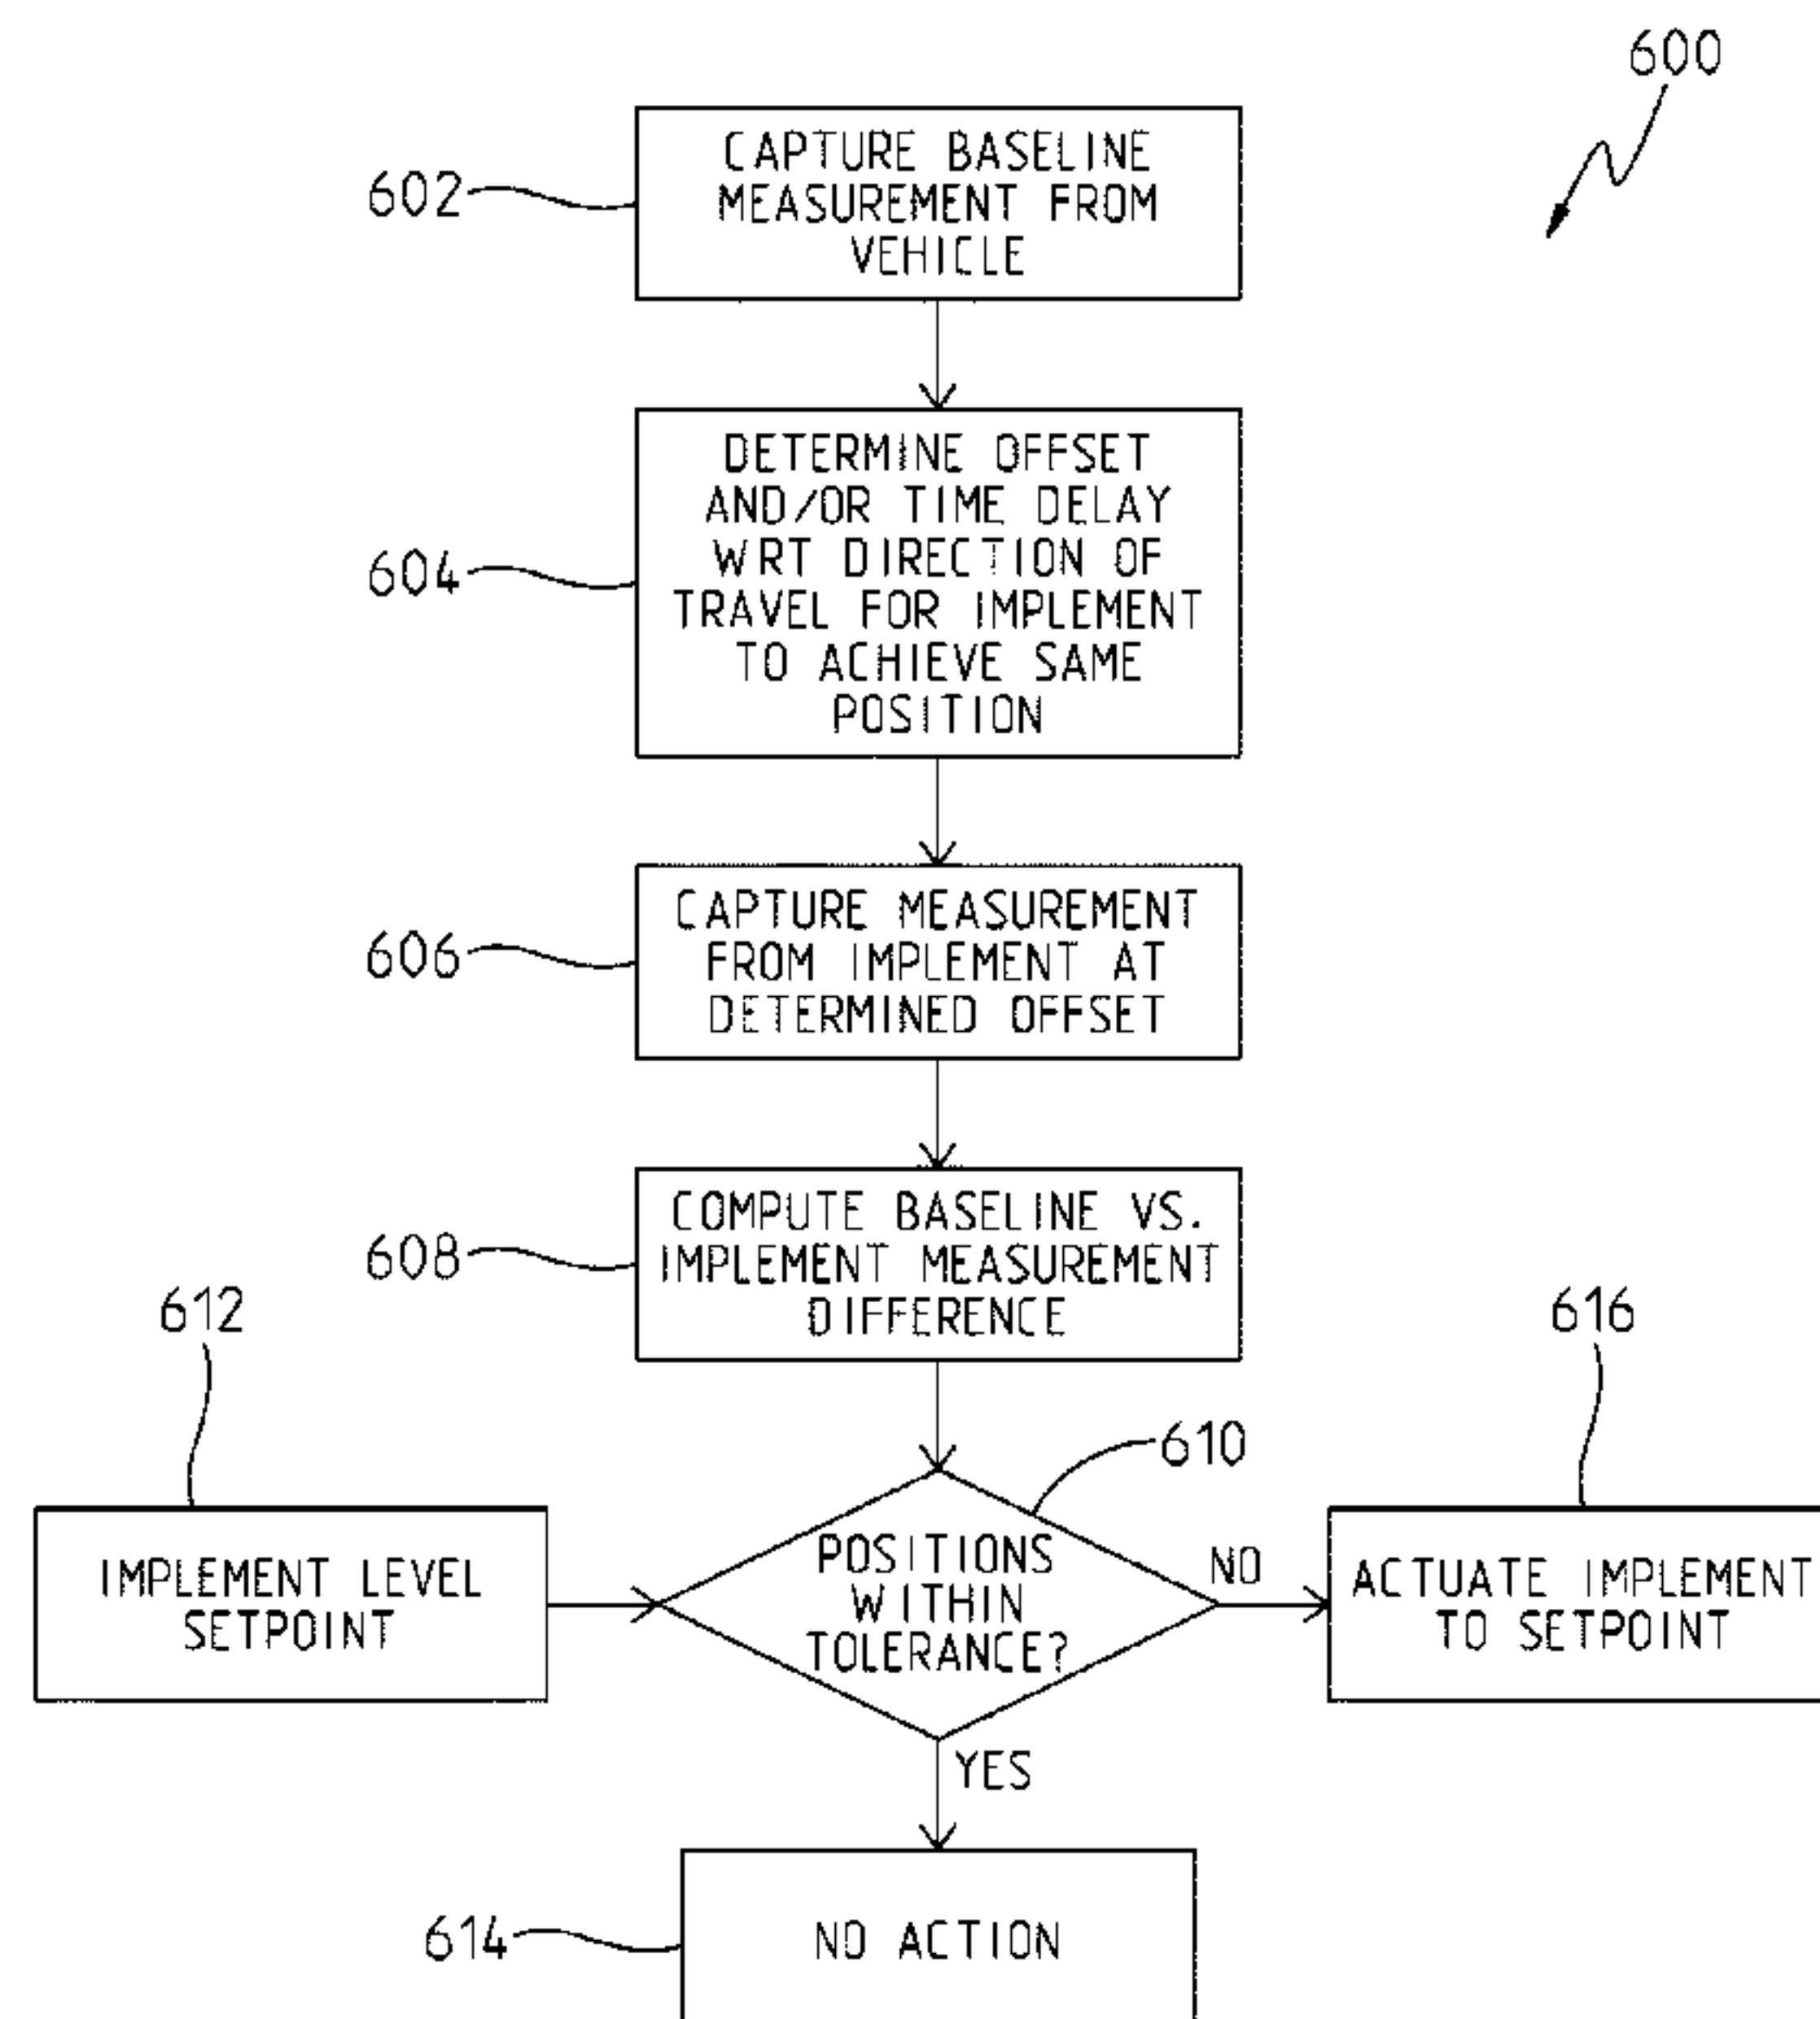 600
602
CAPTURE BASELINE
MEASUREMENT FROM
VEHICLE
604
DETERMINE OFFSET
AND/OR TIME DELAY
WRT DIRECTION OF
TRAVEL FOR IMPLEMENT
TO ACHIEVE SAME
POSITION
606
CAPTURE MEASUREMENT
FROM IMPLEMENT AT
DETERMINED OFFSET
608
COMPUTE BASELINE VS.
IMPLEMENT MEASUREMENT
DIFFERENCE
612
IMPLEMENT LEVEL
SETPOINT
610
POSITIONS
WITHIN
TOLERANCE?
NO
616
ACTUATE IMPLEMENT
TO SETPOINT
YES
614
NO ACTION